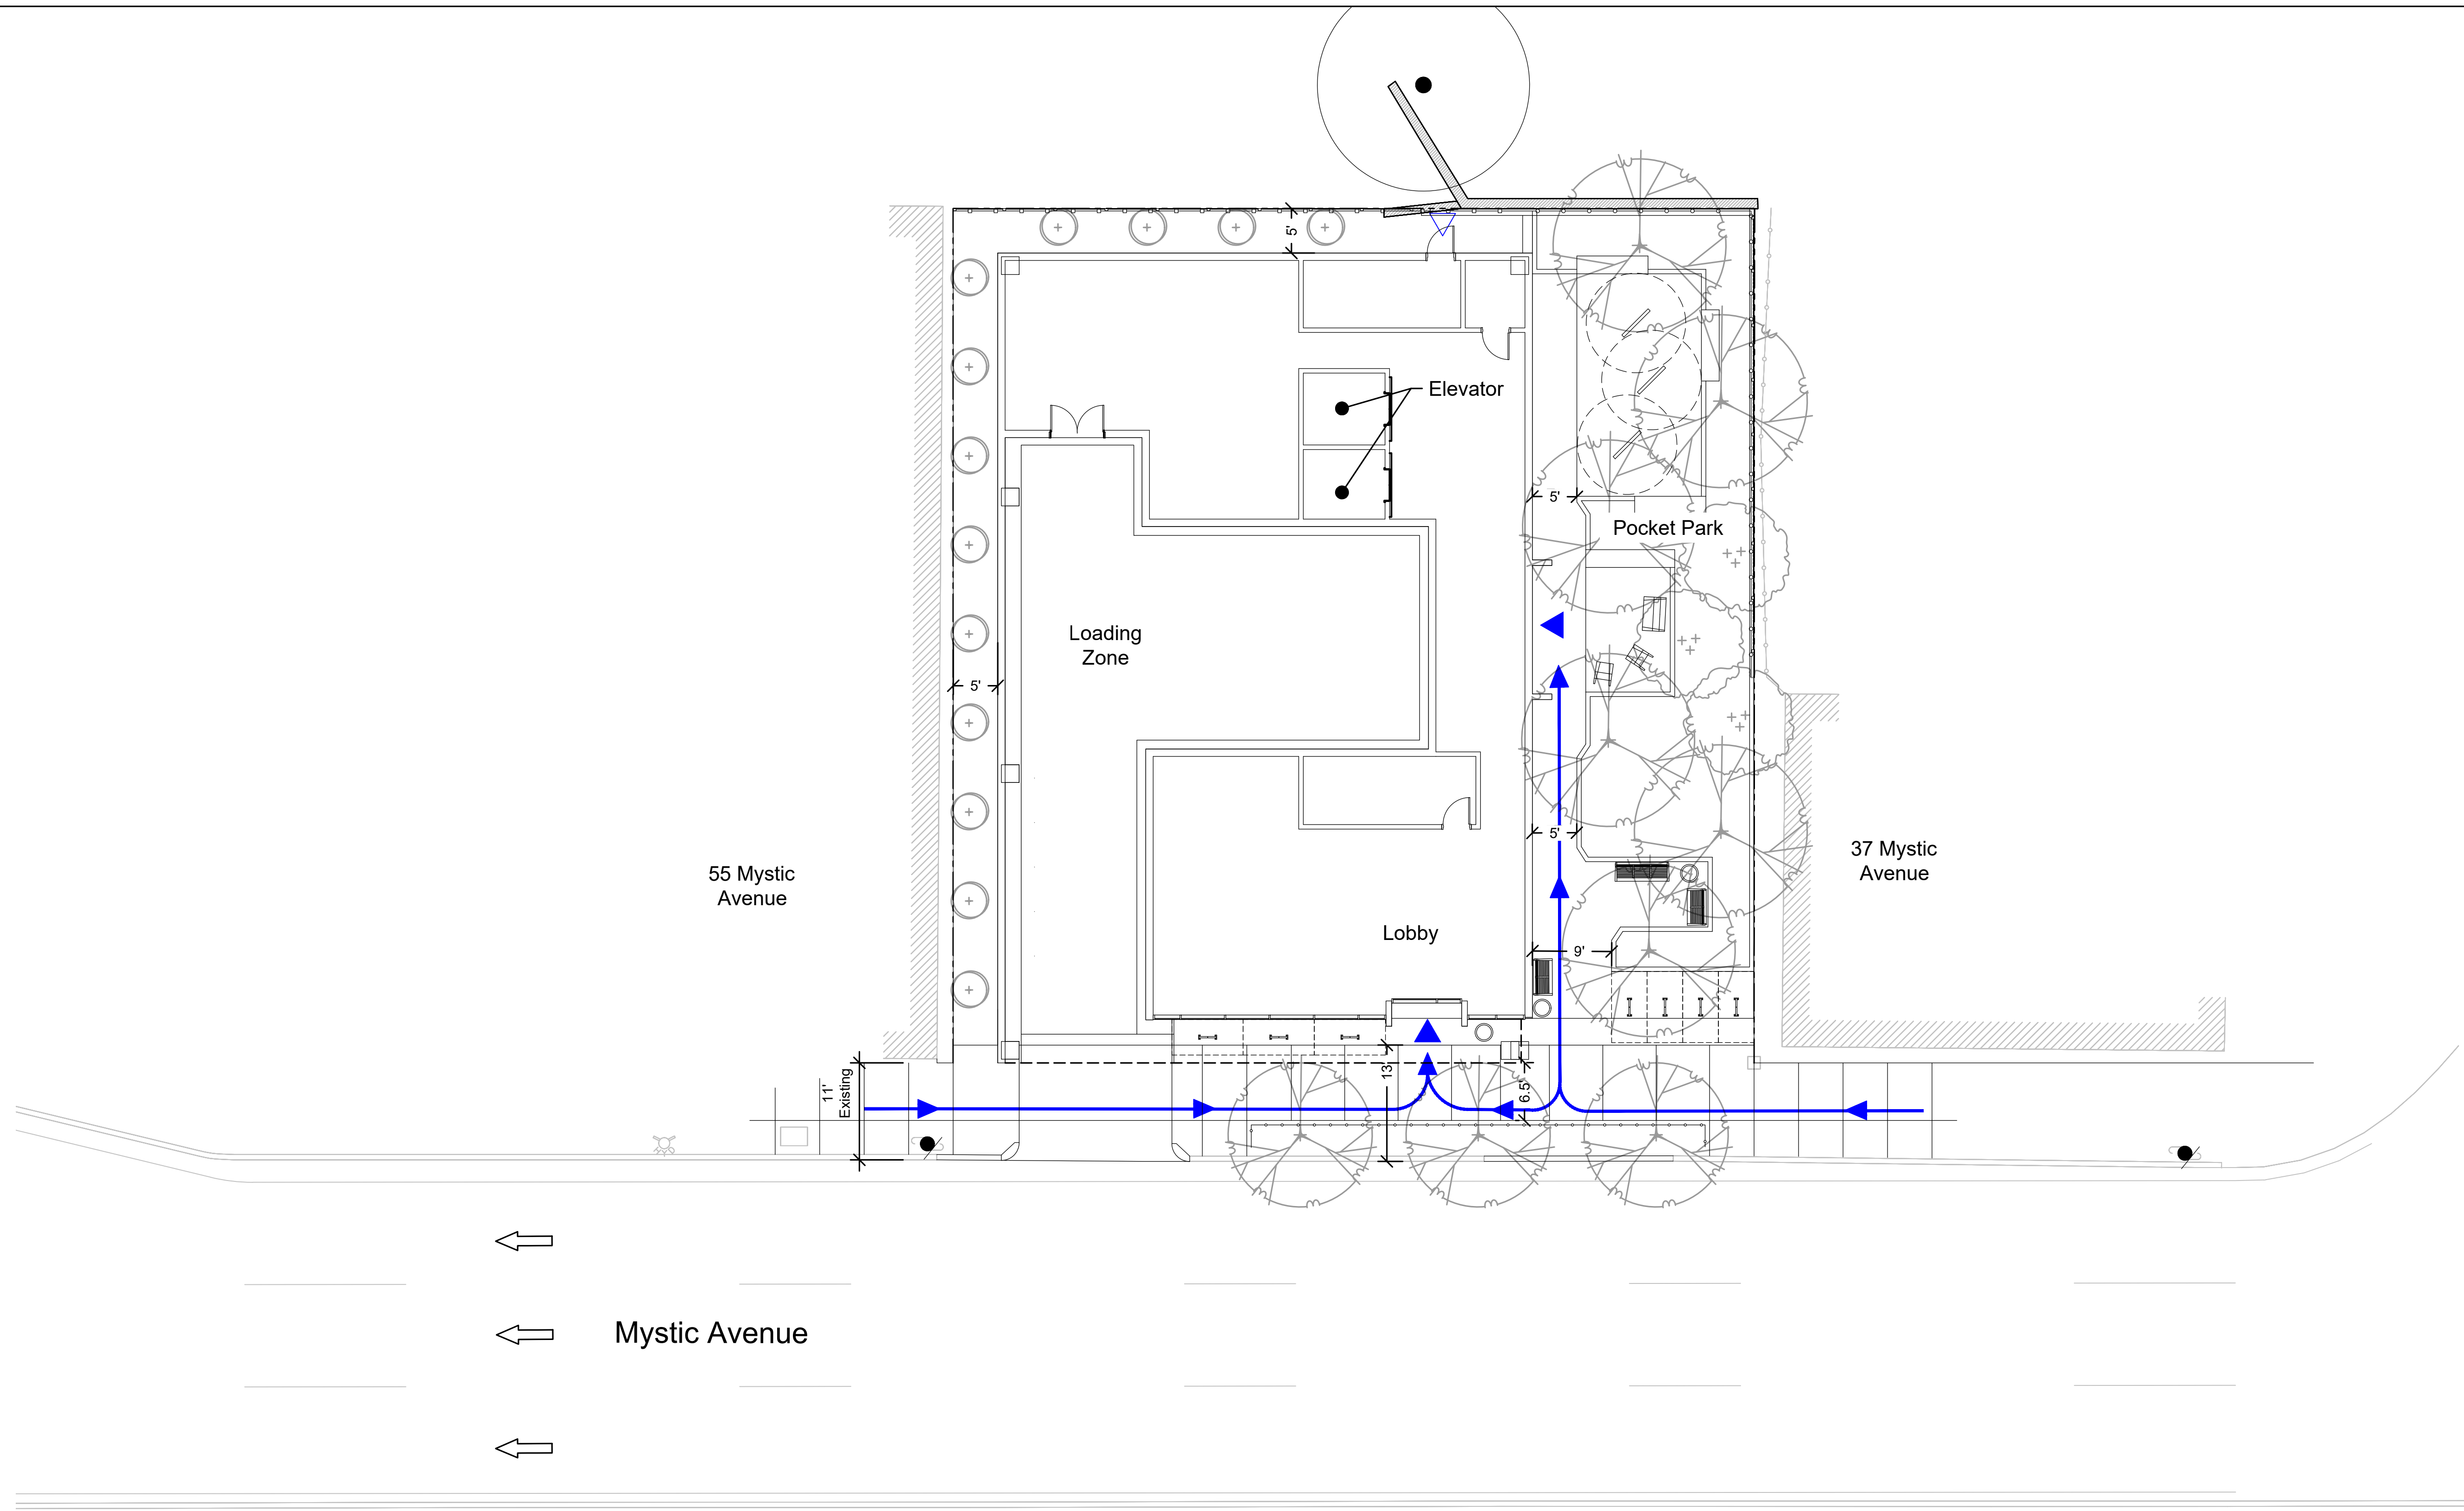 5'
Elevator
5'
Pocket Park
Loading
Zone
5'
5'
37 Mystic
Avenue
55 Mystic
Avenue
Lobby
9'
11'
Existing
13'
6.5'
Mystic Avenue